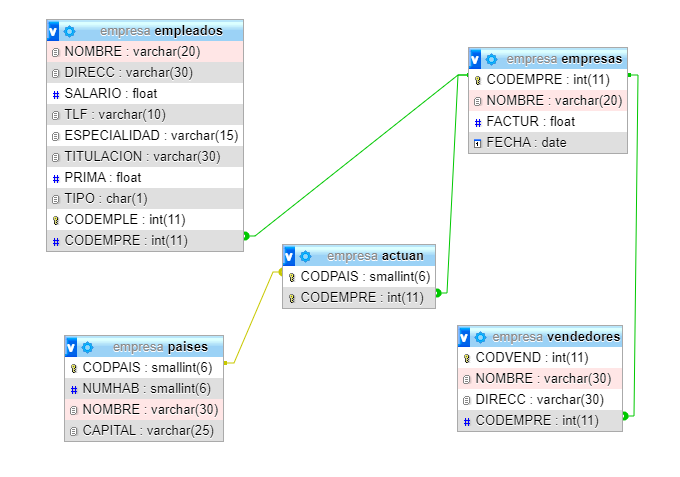 empresa empleados
NOMBRE : varchar(20)
DIRECC : varchar(30)
SALARIO : float
TLF : varchar(10)
ESPECIALIDAD : varchar(15)
TITULACION : varchar(30)
PRIMA : float
TIPO : char(1)
CODEMPLE : int(11)
CODEMPRE : int(11)
empresa empresas
CODEMPRE : int(11)
NOMBRE : varchar(20)
FACTUR : float
FECHA : date
empresa actuan
CODPAIS : smallint(6)
CODEMPRE : int(11)
empresa paises
CODPAIS : smallint(6)
NUMHAB : smallint(6)
NOMBRE : varchar(30)
CAPITAL : varchar(25)
empresa vendedores
CODVEND : int(11)
NOMBRE : varchar(30)
DIRECC : varchar(30)
CODEMPRE : int(11)